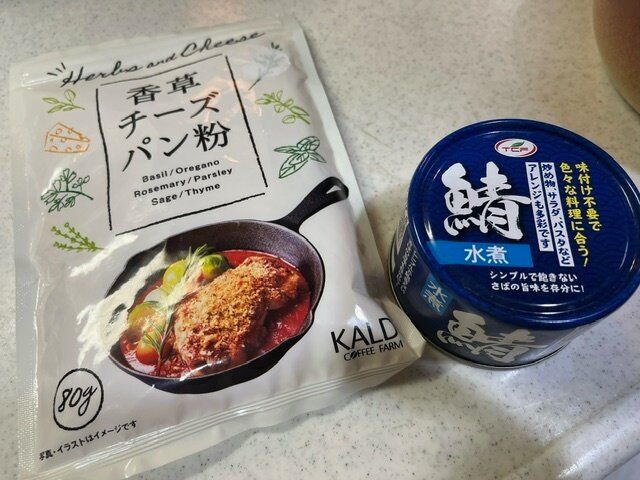 Herbs and Cheese
香草
チーズ
パン粉
Basil/Oregano
Rosemary/Parsley
Sage/Thyme
KALDI
COFFEE FARM
80g
写真・イラストはイメージです
TCF
鯖
水煮
味付け不要で
色々な料理に合う!
炒め物、サラダ、パスタなど
アレンジも多彩です
シンプルで飽きない
さばの旨味を存分に!
水煮
鯖